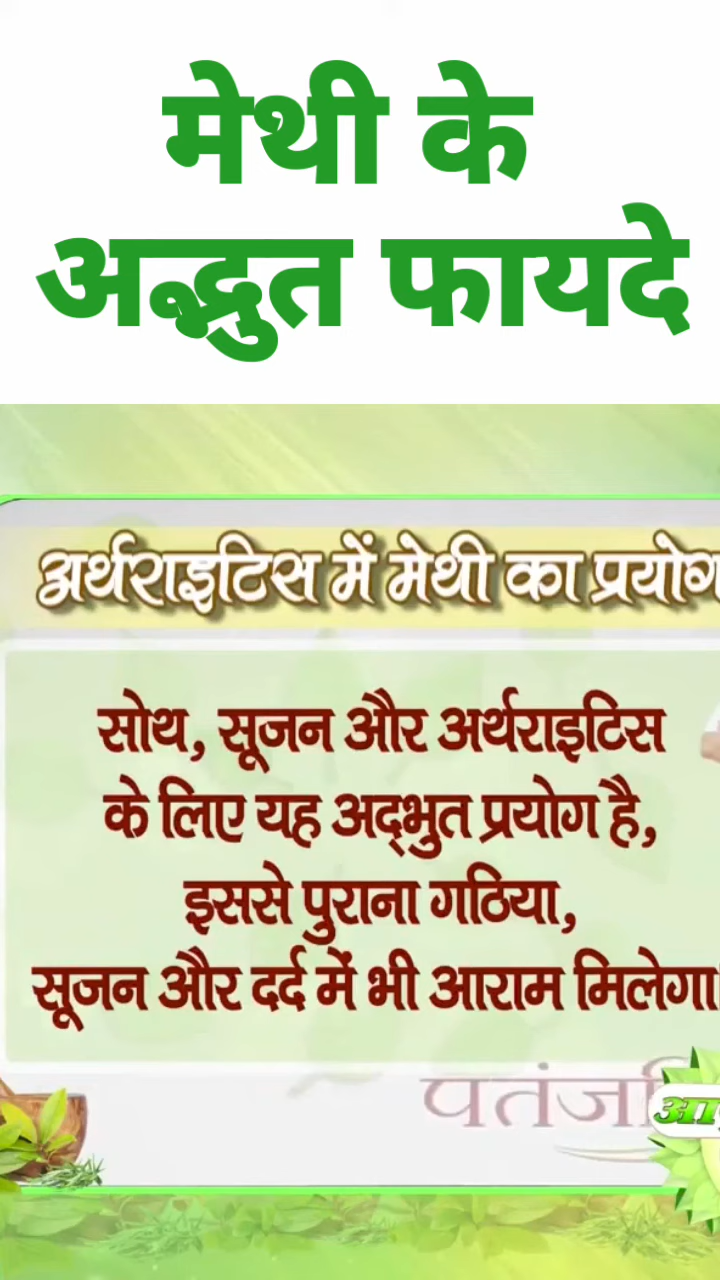 मेथी के
अद्भुत फायदे
अर्थराइटिस में मेथी का प्रयोग
सोथ, सूजन और अर्थराइटिस
के लिए यह अद्‌भुत प्रयोग है,
इससे पुराना गठिया,
सूजन और दर्द में भी आराम मिलेगा